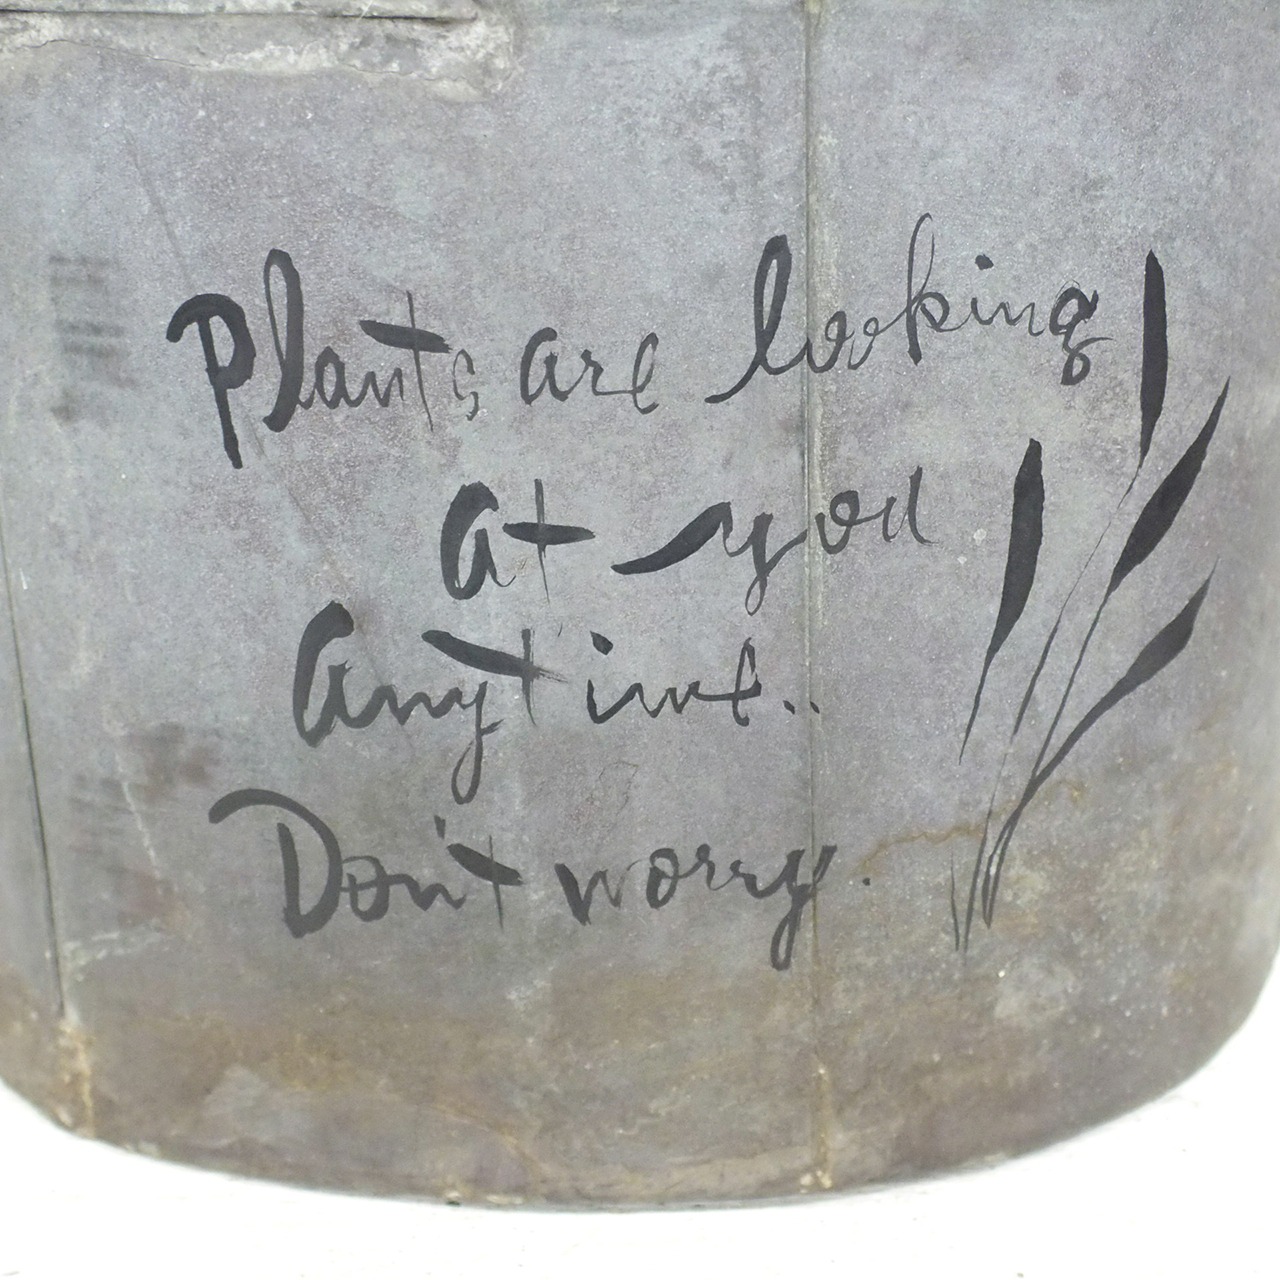 Plants are looking
at you
anytime..
Don't worry.